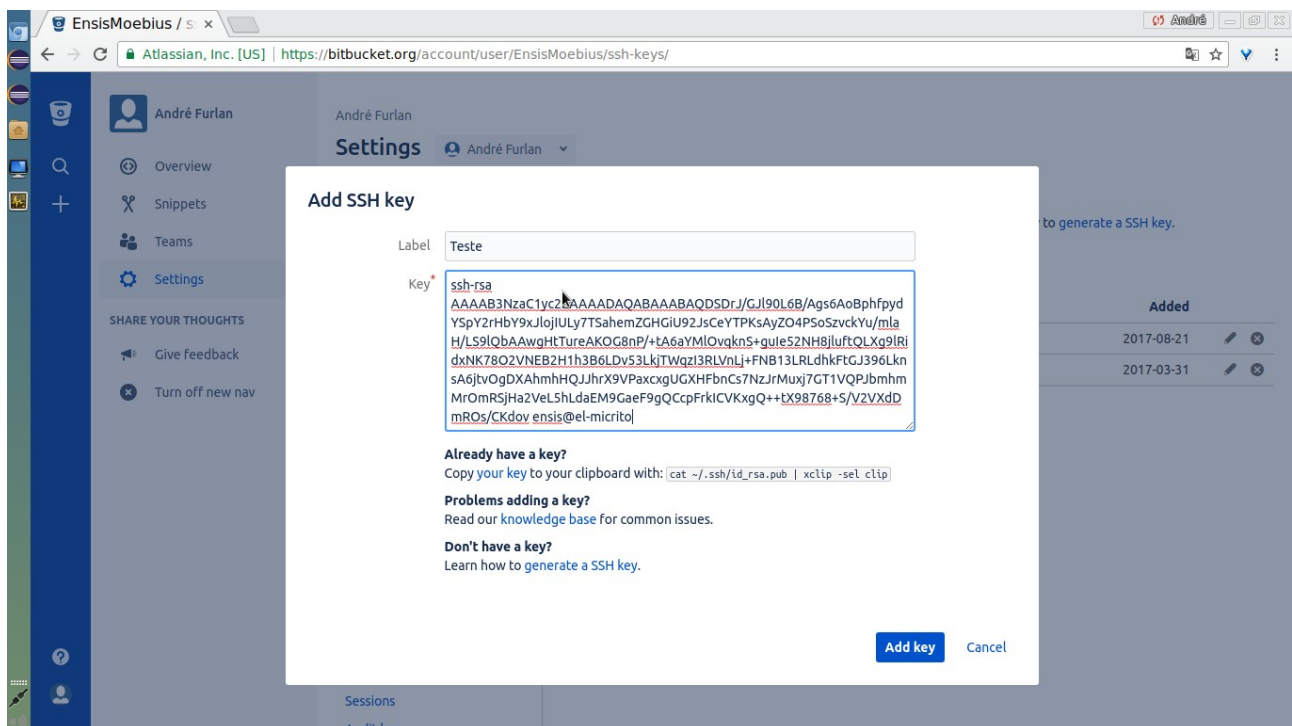 EnsisMoebius / s
André
Atlassian, Inc. [US] | https://bitbucket.org/account/user/EnsisMoebius/ssh-keys/
André Furlan
Overview
Snippets
Teams
Settings
SHARE YOUR THOUGHTS
Give feedback
Turn off new nav
André Furlan
Settings
André Furlan
to generate a SSH key.
Added
2017-08-21
2017-03-31
Sessions
Add SSH key
Label
Teste
Key*
ssh-rsa
AAAAB3NzaC1yc2 AAAADAQABAAABAQDSDrJ/GJl90L6B/Ags6AoBphfpyd
YSpY2rHbY9xJlojIULy7TSahemZGHGiU92JsCeYTPKsAyZO4PSoSzvckYu/mla
H/LS9lQbAAwgHtTureAKOG8nP/+tA6aYMlOvqknS+guIe52NH8jluftQLXg9lRi
dxNK78O2VNEB2H1h3B6LDv53LkjTWqzI3RLVnLj+FNB13LRLdhkFtGJ396Lkn
sA6jtvOgDXAhmhHQJJhrX9VPaxcxgUGXHFbnCs7NzJrMuxj7GT1VQPJbmhm
MrOmRSjHa2VeL5hLdaEM9GaeF9gQCcpFrkICVKxgQ++tX98768+S/V2VXdD
mROs/CKdov ensis@el-micrito
Already have a key?
Copy your key to your clipboard with: cat ~/.ssh/id_rsa.pub | xclip -sel clip
Problems adding a key?
Read our knowledge base for common issues.
Don't have a key?
Learn how to generate a SSH key.
Add key
Cancel